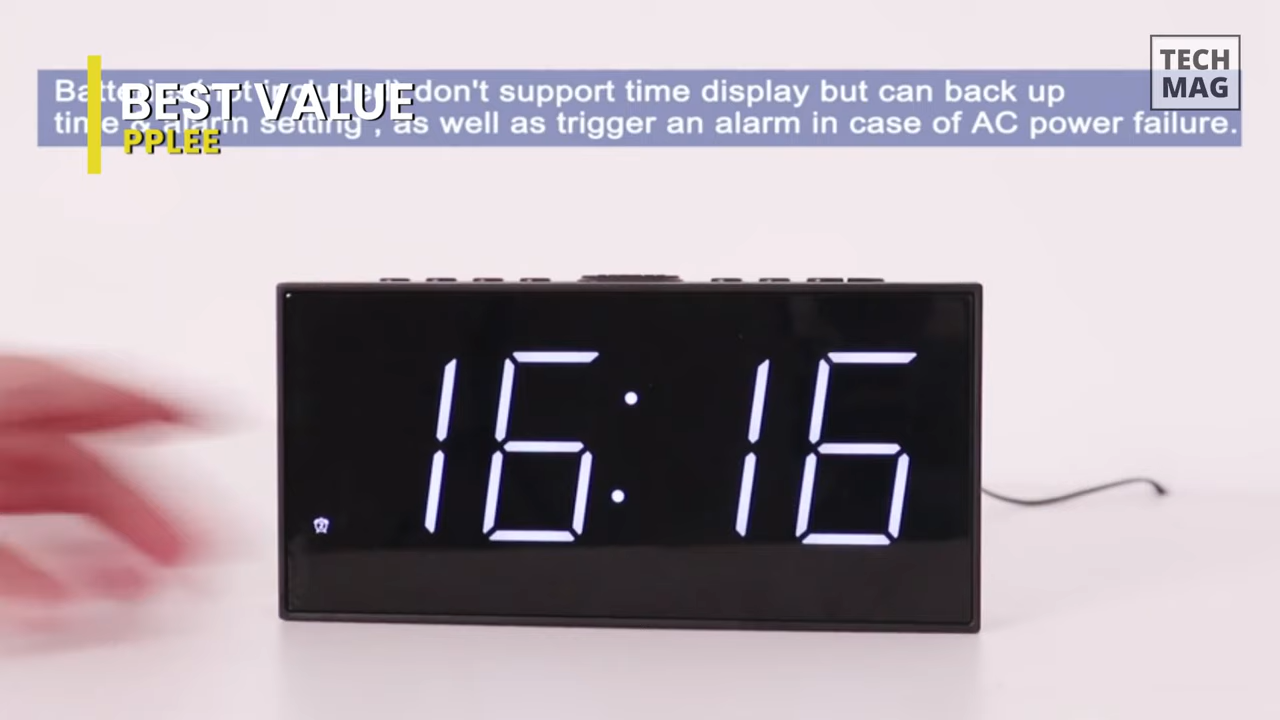 BEST VALUE
PPLEE
don't support time display but can back up
setting , as well as trigger an alarm in case of AC power failure.
TECH
MAG
16:16